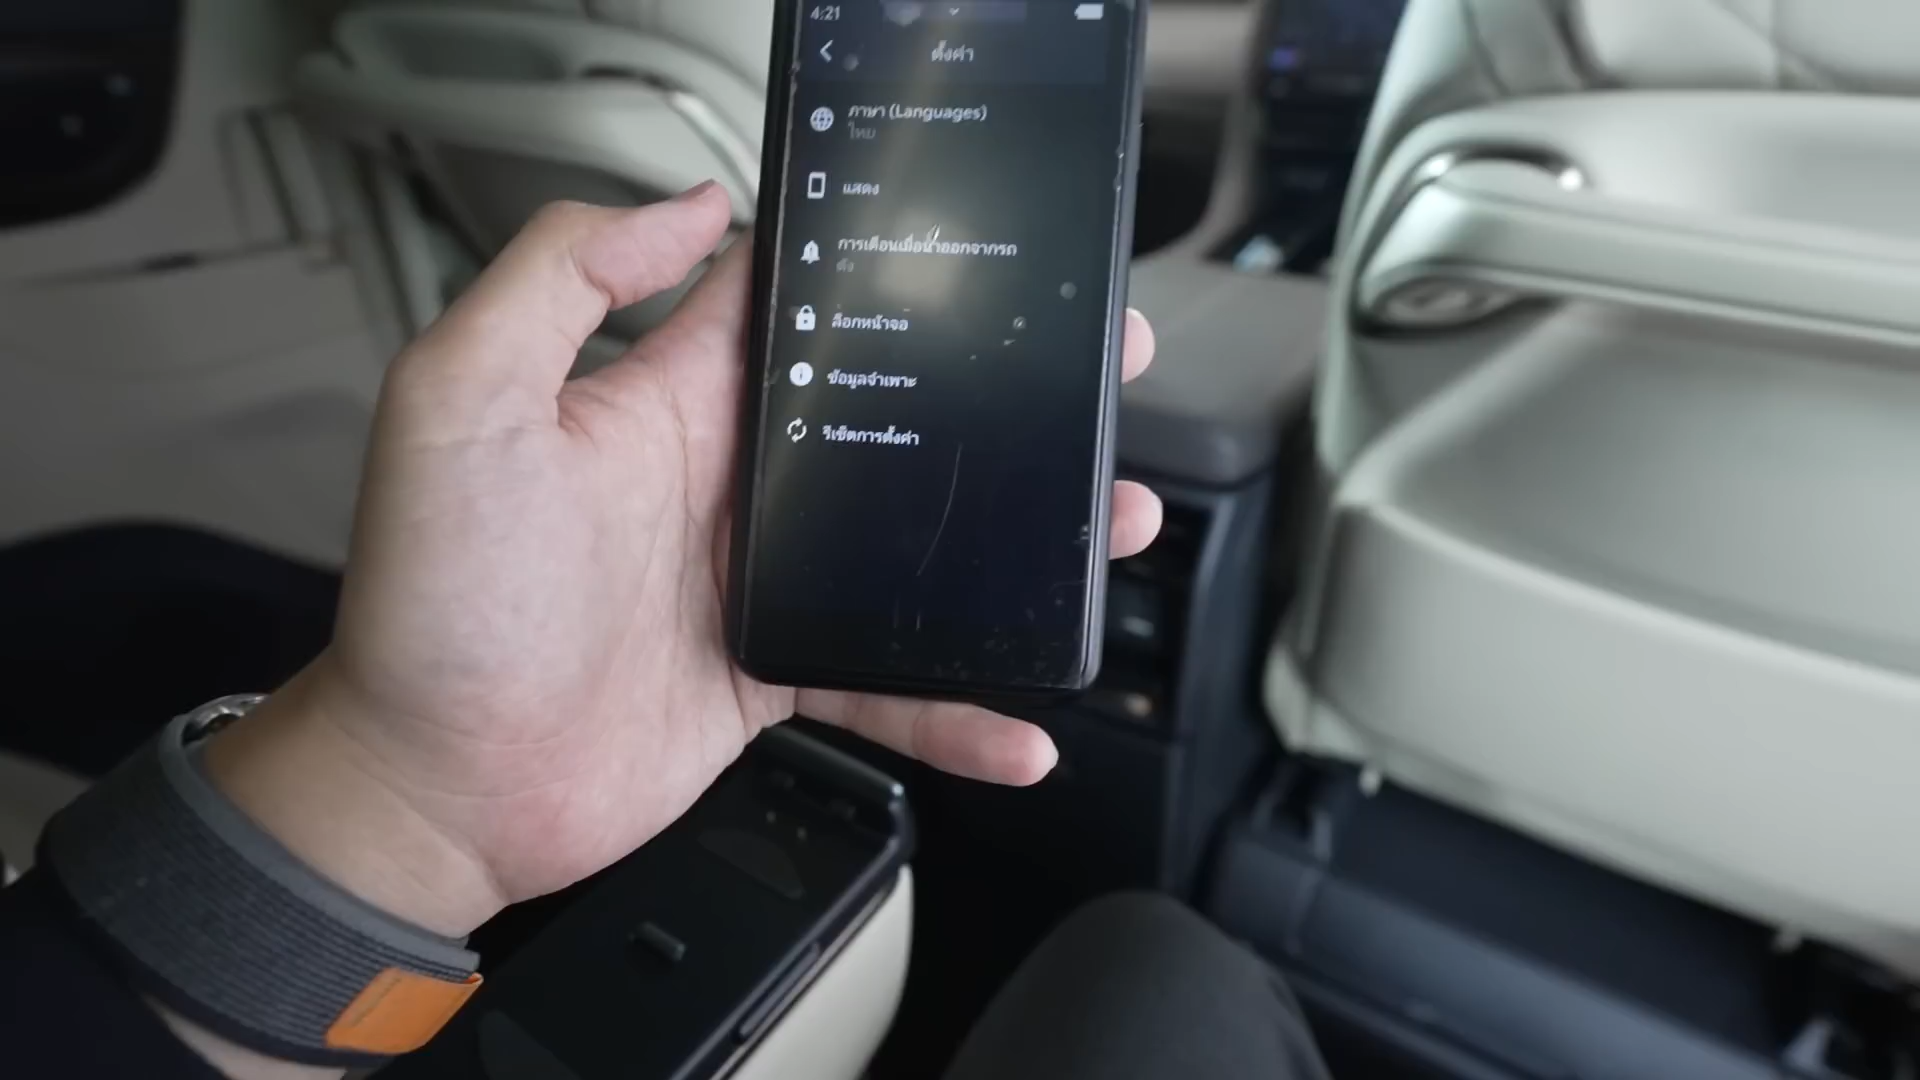 4:21
ตั้งค่า
ภาษา (Languages)
ไทย
แสดง
การเตือนเมื่อนำออกจากรถ
ดัง
ล็อกหน้าจอ
ข้อมูลจำเพาะ
รีเซ็ตการตั้งค่า